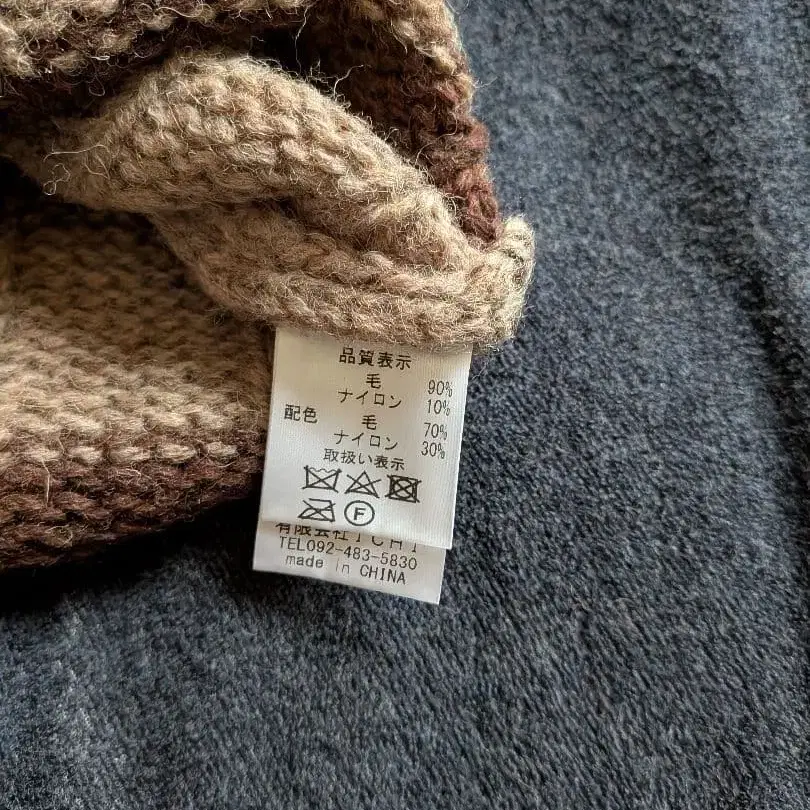 品質表示
毛 90%
ナイロン 10%
配色 毛 70%
ナイロン 30%
取扱い表示
F
有限会社ICHI
TEL092-483-5830
made in CHINA